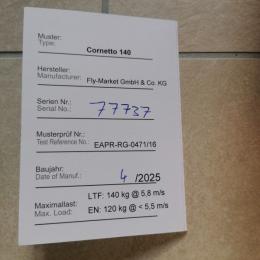 Muster:
Type: Cornetto 140
Hersteller:
Manufacturer: Fly-Market GmbH & Co. KG
Serien Nr.:
Serial No.: 77737
Musterprüf Nr.:
Test Reference No.: EAPR-RG-0471/16
Baujahr:
Date of Manuf.: 4/2025
Maximallast: LTF: 140 kg @ 5,8 m/s
Max. Load: EN: 120 kg @ < 5,5 m/s